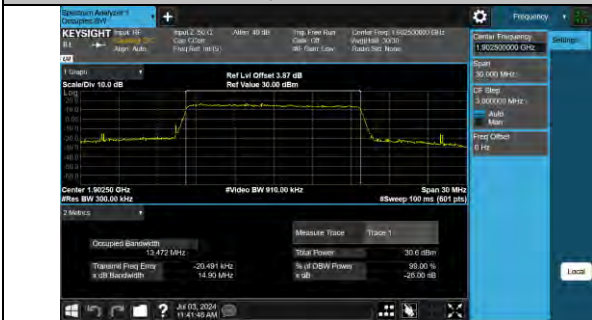 Spectrum Analyzer 1
Occupied BW
+
Frequency
KEYSIGHT Input: RF
Input Z: 50 Ω
Atten: 40 dB
Trig: Free Run
Center Freq: 1.902500000 GHz
Align: Auto
Gate: Off
Avg|Hold: 30/30
Radio Std: None
Center Frequency
1.902500000 GHz
Settings
Span
30.000 MHz
CF Step
3.000000 MHz
Auto
Man
Freq Offset
0 Hz
1 Graph
Scale/Div 10.0 dB
Ref Lvl Offset 3.87 dB
Ref Value 30.00 dBm
Log
Center 1.90250 GHz
#Video BW 910.00 kHz
Span 30 MHz
#Res BW 300.00 kHz
#Sweep 100 ms (601 pts)
2 Metrics
Measure Trace
Trace 1
Occupied Bandwidth
13.472 MHz
Total Power
30.6 dBm
Transmit Freq Error
-20.491 kHz
% of OBW Power
99.00 %
x dB Bandwidth
14.90 MHz
x dB
-26.00 dB
Local
?
Jul 03, 2024
11:41:40 AM